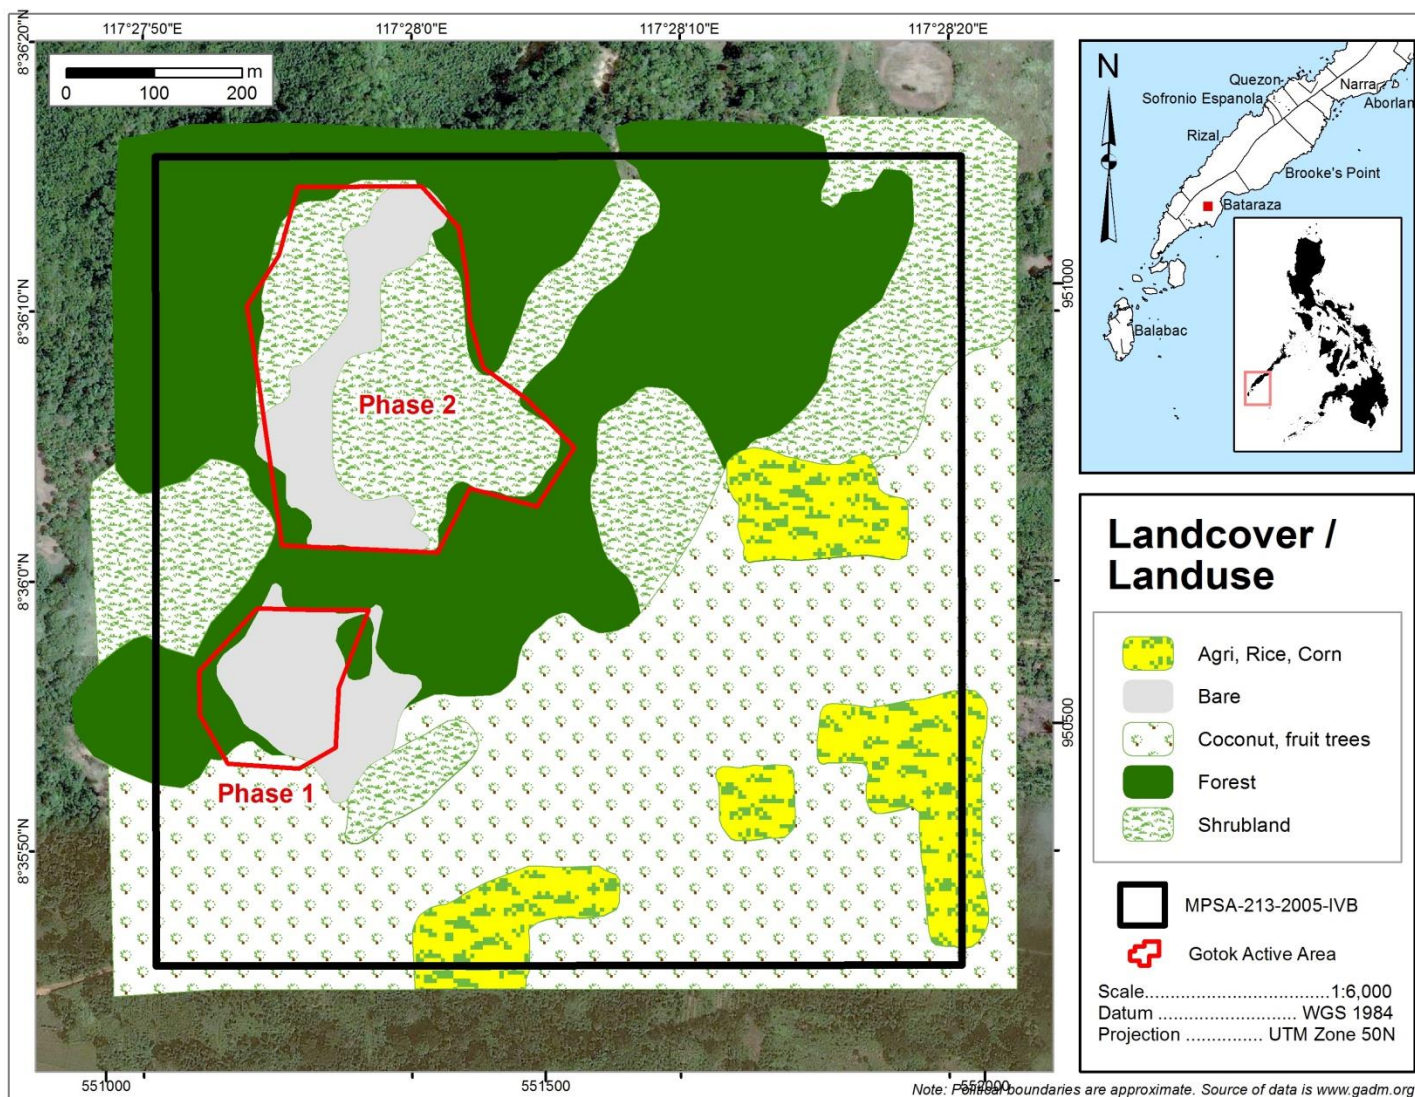 117°27'50"E 117°28'0"E 117°28'10"E 117°28'20"E
8°36'20"N
8°36'10"N
8°36'0"N
8°35'50"N
m
0 100 200
Phase 2
Phase 1
951000
950500
551000 551500 552000
N
Quezon
Narra
Sofronio Espanola
Aborlan
Rizal
Brooke's Point
Bataraza
Balabac
Landcover /
Landuse
Agri, Rice, Corn
Bare
Coconut, fruit trees
Forest
Shrubland
MPSA-213-2005-IVB
Gotok Active Area
Scale.................................1:6,000
Datum .......................... WGS 1984
Projection ............... UTM Zone 50N
Note: Political boundaries are approximate. Source of data is www.gadm.org